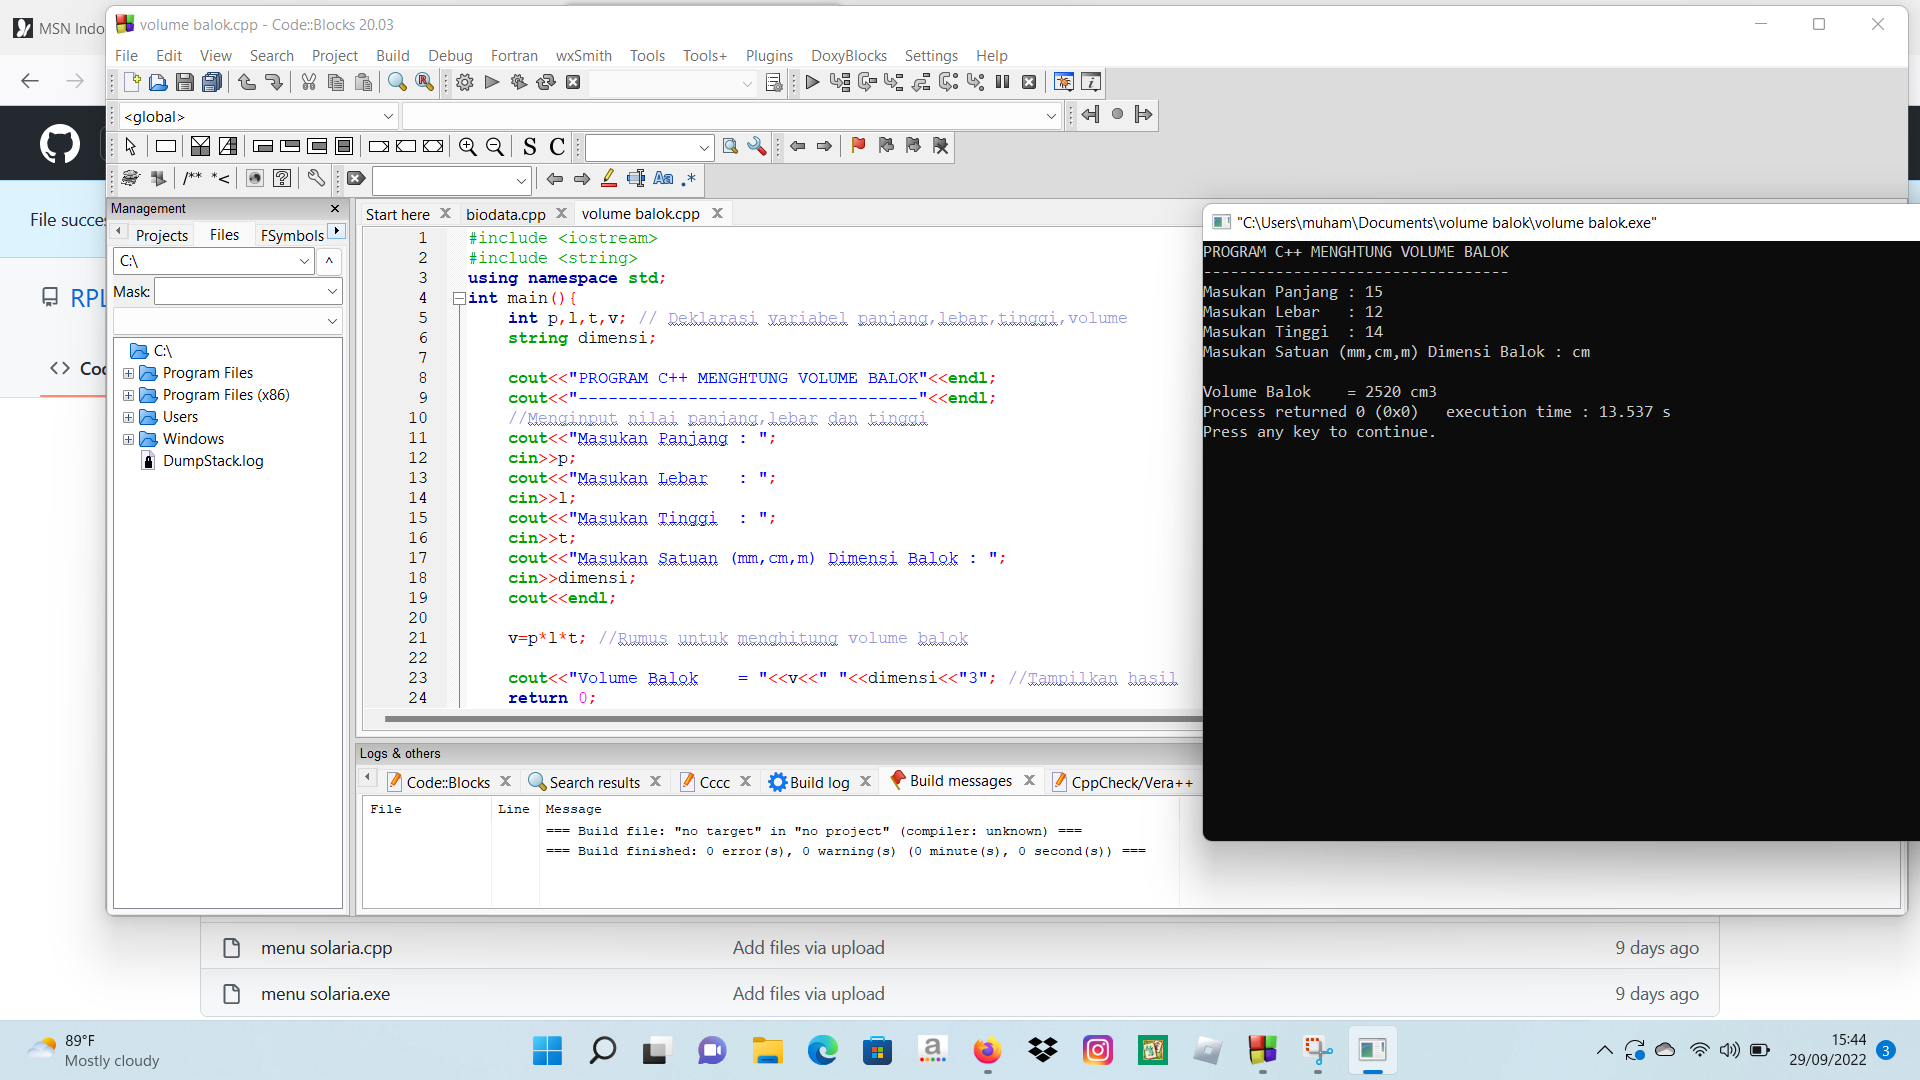 MSN Indo
volume balok.cpp - Code::Blocks 20.03
File Edit View Search Project Build Debug Fortran wxSmith Tools Tools+ Plugins DoxyBlocks Settings Help
<global>
S C
/** *<
Aa .*
File succes
RPL
<> Co
Management
Projects Files FSymbols
C:\ ^
Mask:
C:\
Program Files
Program Files (x86)
Users
Windows
DumpStack.log
Start here biodata.cpp volume balok.cpp
1 #include <iostream>
2 #include <string>
3 using namespace std;
4 int main(){
5 int p,l,t,v; // Deklarasi variabel panjang,lebar,tinggi,volume
6 string dimensi;
7
8 cout<<"PROGRAM C++ MENGHTUNG VOLUME BALOK"<<endl;
9 cout<<"----------------------------------"<<endl;
10 //Menginput nilai panjang,lebar dan tinggi
11 cout<<"Masukan Panjang : ";
12 cin>>p;
13 cout<<"Masukan Lebar   : ";
14 cin>>l;
15 cout<<"Masukan Tinggi  : ";
16 cin>>t;
17 cout<<"Masukan Satuan (mm,cm,m) Dimensi Balok : ";
18 cin>>dimensi;
19 cout<<endl;
20
21 v=p*l*t; //Rumus untuk menghitung volume balok
22
23 cout<<"Volume Balok    = "<<v<<" "<<dimensi<<"3"; //Tampilkan hasil
24 return 0;
"C:\Users\muham\Documents\volume balok\volume balok.exe"
PROGRAM C++ MENGHTUNG VOLUME BALOK
----------------------------------
Masukan Panjang : 15
Masukan Lebar   : 12
Masukan Tinggi  : 14
Masukan Satuan (mm,cm,m) Dimensi Balok : cm
Volume Balok    = 2520 cm3
Process returned 0 (0x0)   execution time : 13.537 s
Press any key to continue.
Logs & others
Code::Blocks Search results Cccc Build log Build messages CppCheck/Vera++
File Line Message
=== Build file: "no target" in "no project" (compiler: unknown) ===
=== Build finished: 0 error(s), 0 warning(s) (0 minute(s), 0 second(s)) ===
menu solaria.cpp Add files via upload 9 days ago
menu solaria.exe Add files via upload 9 days ago
89°F
Mostly cloudy
a
15:44
29/09/2022
3